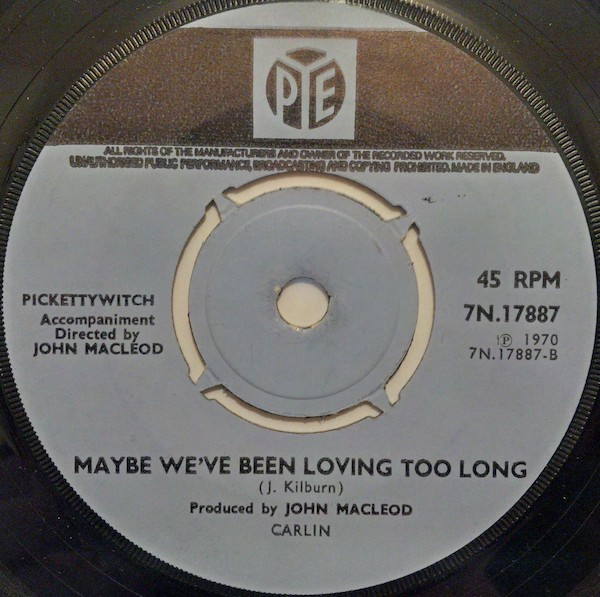 PYE
ALL RIGHTS OF THE MANUFACTURERS AND OWNERS OF THE RECORDED WORK RESERVED.
UNAUTHORISED PUBLIC PERFORMANCE, BROADCASTING AND COPYING PROHIBITED. MADE IN ENGLAND
PICKETTYWITCH
Accompaniment
Directed by
JOHN MACLEOD
45 RPM
7N.17887
℗ 1970
7N.17887-B
MAYBE WE'VE BEEN LOVING TOO LONG
(J. Kilburn)
Produced by JOHN MACLEOD
CARLIN